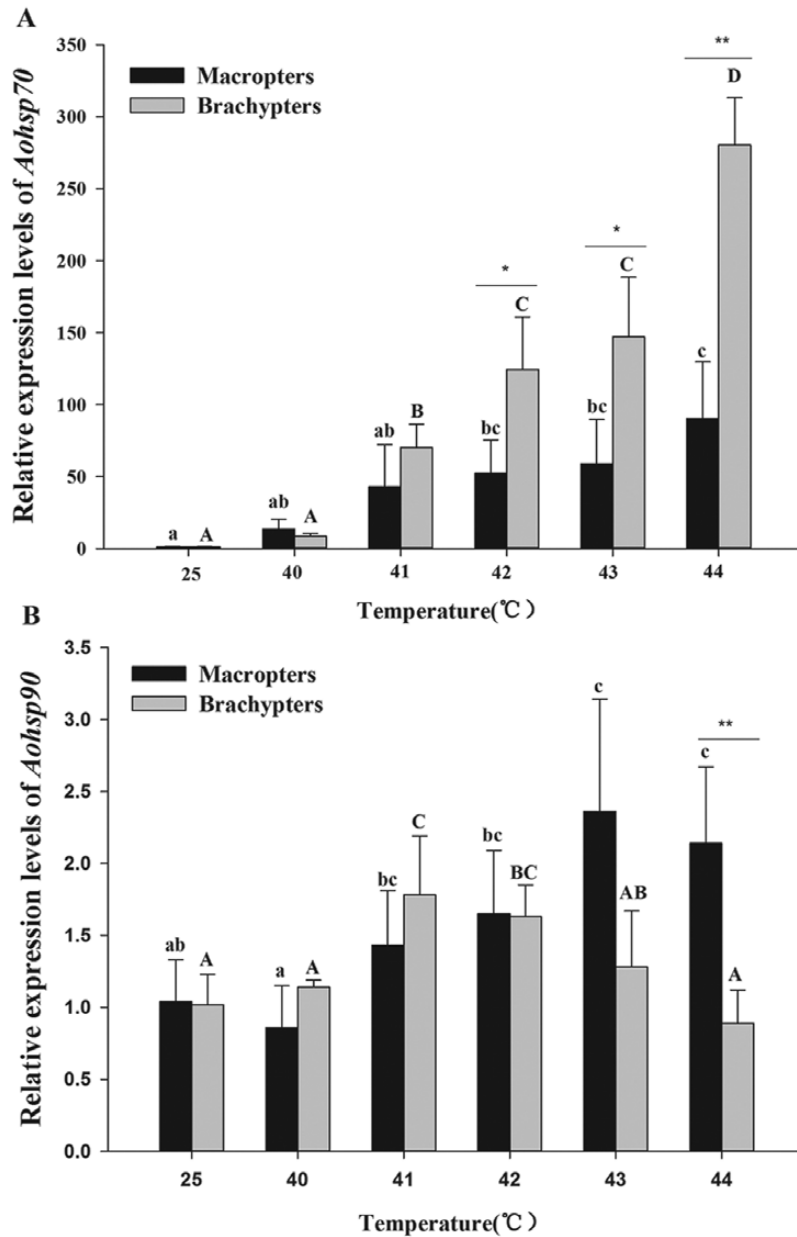 A
Relative expression levels of Aohsp70
350
300
250
200
150
100
50
0
Macropters
Brachypters
a A
ab A
ab B
bc C *
bc C *
c D **
25 40 41 42 43 44
Temperature(℃)
B
Relative expression levels of Aohsp90
3.5
3.0
2.5
2.0
1.5
1.0
0.5
0.0
Macropters
Brachypters
ab A
a A
bc C
bc BC
c AB
c A **
25 40 41 42 43 44
Temperature(℃)